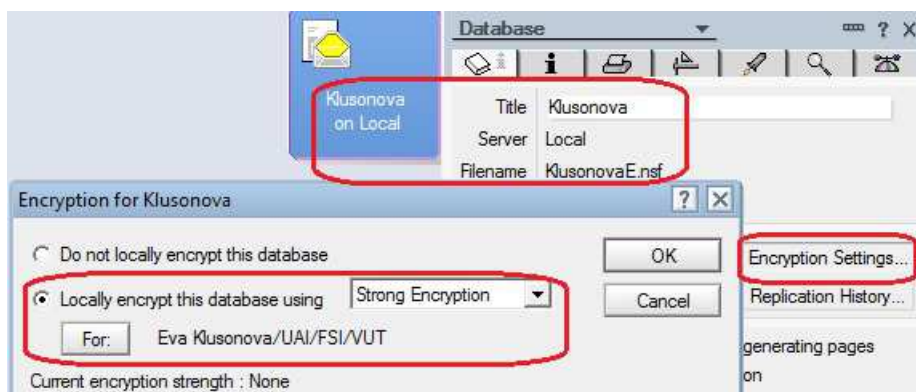 Database
? X
i
Klusonova
on Local
Title Klusonova
Server Local
Filename KlusonovaE.nsf
Encryption for Klusonova
? X
Do not locally encrypt this database
OK
Encryption Settings...
Locally encrypt this database using Strong Encryption
Cancel
Replication History...
For: Eva Klusonova/UAI/FSI/VUT
generating pages
Current encryption strength : None
on